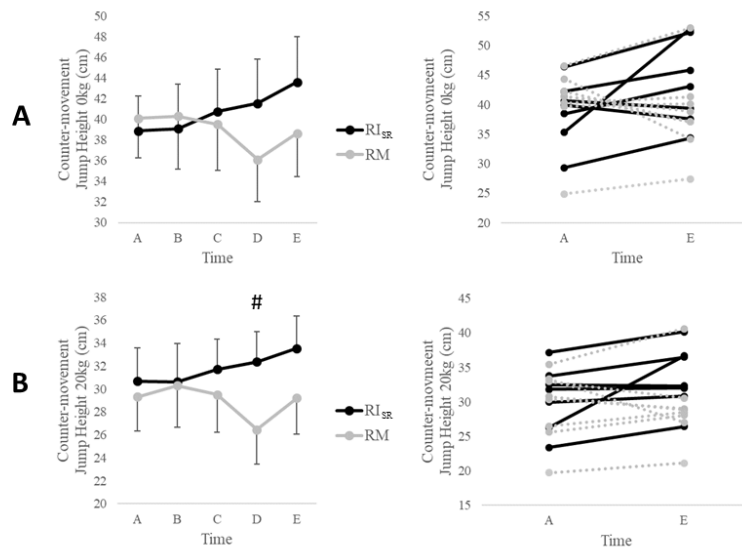 A
Counter-movement
Jump Height 0kg (cm)
50
48
46
44
42
40
38
36
34
32
30
A B C D E
Time
RISR
RM
Counter-movmeent
Jump Height 0kg (cm)
55
50
45
40
35
30
25
20
A E
Time
B
Counter-movment
Jump Height 20kg (cm)
38
36
34
32
30
28
26
24
22
20
#
A B C D E
Time
RISR
RM
Counter-movmeent
Jump Height 20kg (cm)
45
40
35
30
25
20
15
A E
Time